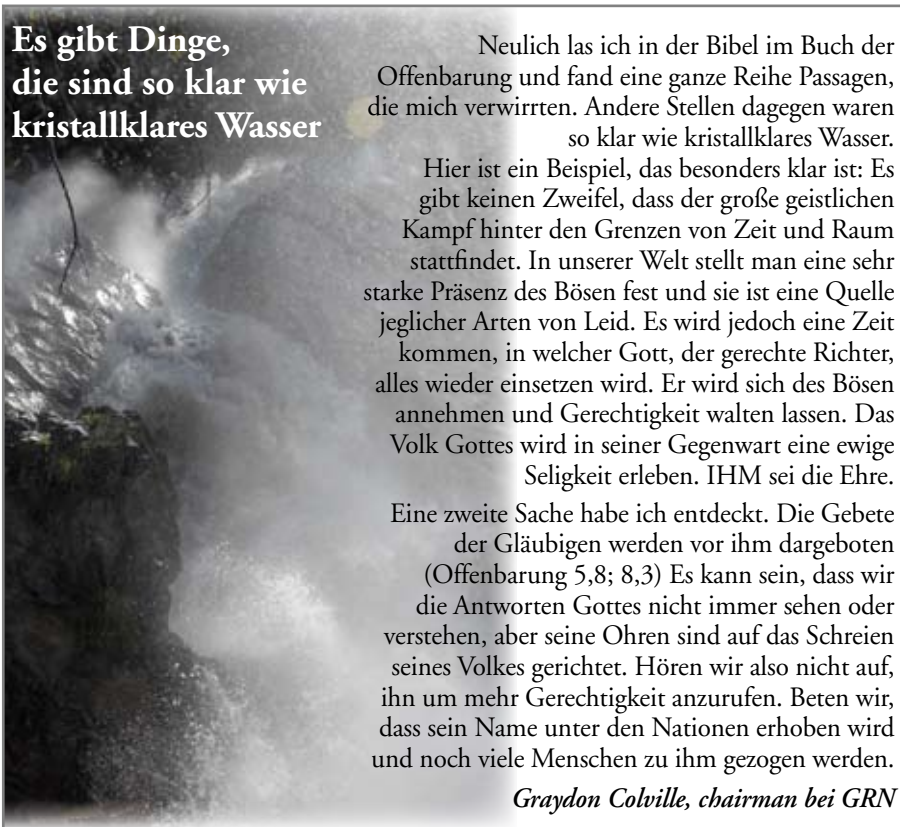 Es gibt Dinge,
die sind so klar wie
kristallklares Wasser
Neulich las ich in der Bibel im Buch der
Offenbarung und fand eine ganze Reihe Passagen,
die mich verwirrten. Andere Stellen dagegen waren
so klar wie kristallklares Wasser.
Hier ist ein Beispiel, das besonders klar ist: Es
gibt keinen Zweifel, dass der große geistlichen
Kampf hinter den Grenzen von Zeit und Raum
stattfindet. In unserer Welt stellt man eine sehr
starke Präsenz des Bösen fest und sie ist eine Quelle
jeglicher Arten von Leid. Es wird jedoch eine Zeit
kommen, in welcher Gott, der gerechte Richter,
alles wieder einsetzen wird. Er wird sich des Bösen
annehmen und Gerechtigkeit walten lassen. Das
Volk Gottes wird in seiner Gegenwart eine ewige
Seligkeit erleben. IHM sei die Ehre.
Eine zweite Sache habe ich entdeckt. Die Gebete
der Gläubigen werden vor ihm dargeboten
(Offenbarung 5,8; 8,3) Es kann sein, dass wir
die Antworten Gottes nicht immer sehen oder
verstehen, aber seine Ohren sind auf das Schreien
seines Volkes gerichtet. Hören wir also nicht auf,
ihn um mehr Gerechtigkeit anzurufen. Beten wir,
dass sein Name unter den Nationen erhoben wird
und noch viele Menschen zu ihm gezogen werden.
Graydon Colville, chairman bei GRN